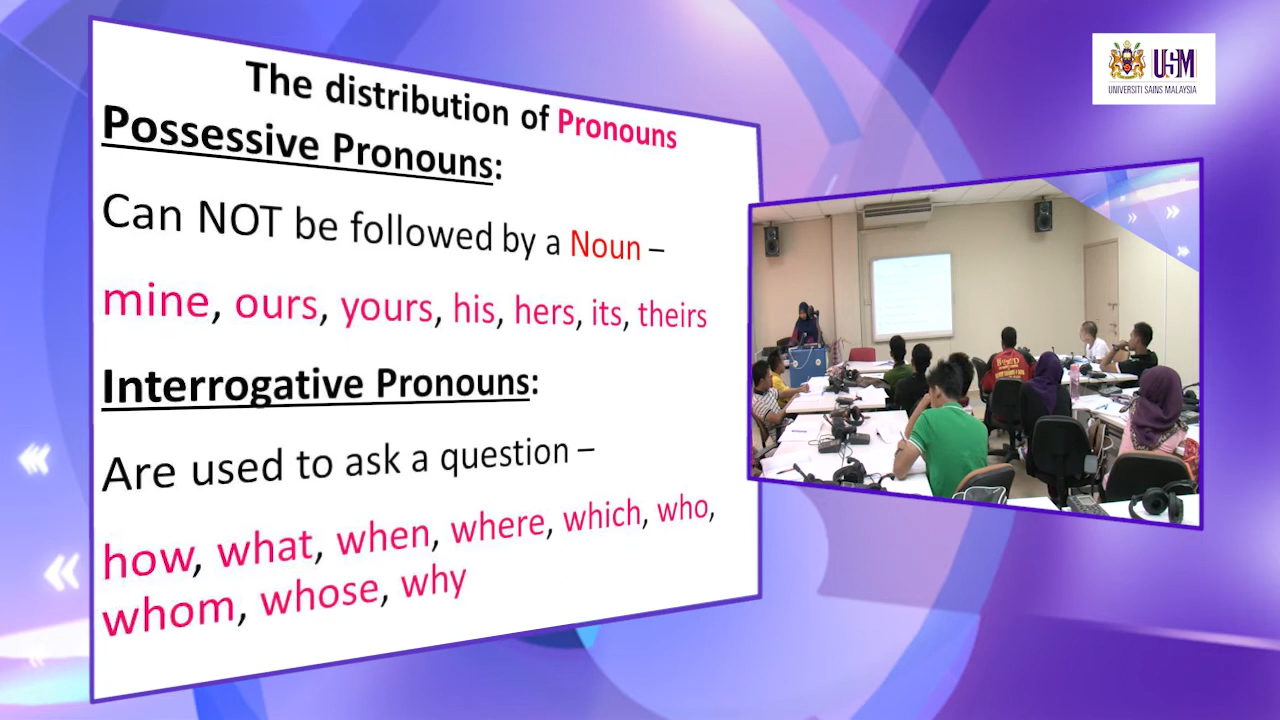 The distribution of Pronouns
Possessive Pronouns:
Can NOT be followed by a Noun –
mine, ours, yours, his, hers, its, theirs
Interrogative Pronouns:
Are used to ask a question –
how, what, when, where, which, who,
whom, whose, why
USM
UNIVERSITI SAINS MALAYSIA